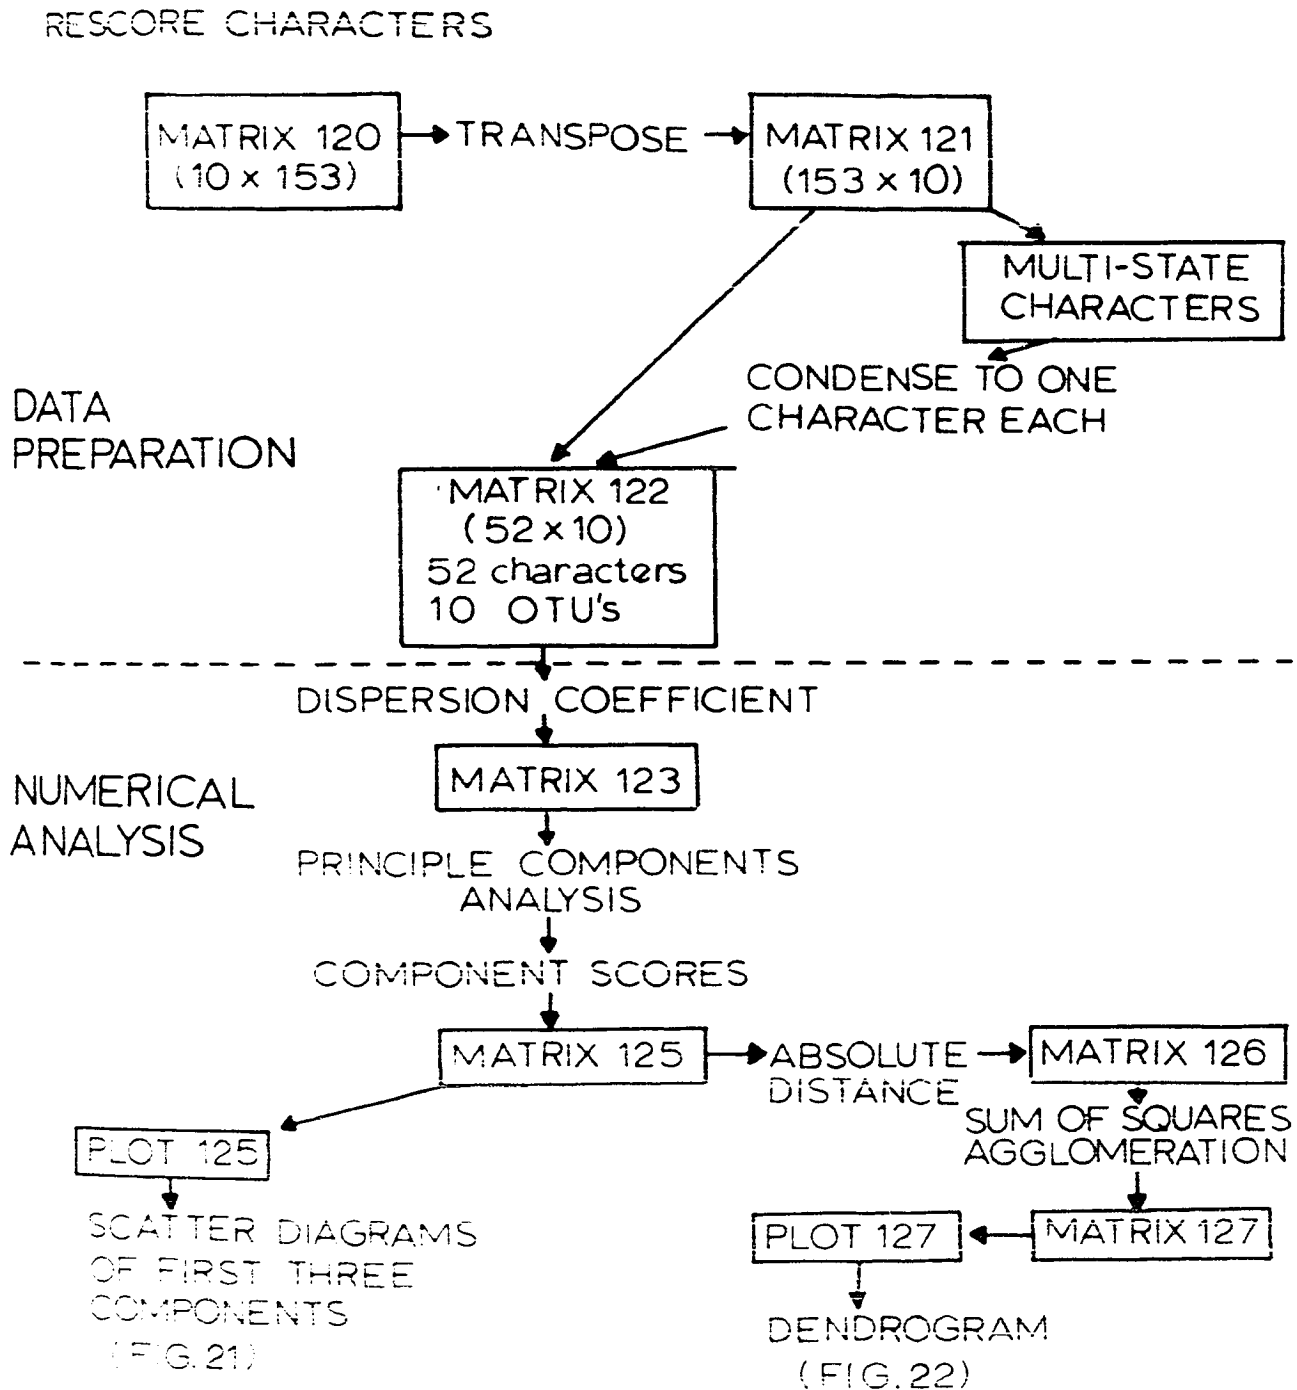 RESCORE CHARACTERS
MATRIX 120
(10 x 153)
TRANSPOSE
MATRIX 121
(153 x 10)
MULTI-STATE
CHARACTERS
CONDENSE TO ONE
CHARACTER EACH
DATA
PREPARATION
MATRIX 122
(52 x 10)
52 characters
10 OTU's
DISPERSION COEFFICIENT
MATRIX 123
NUMERICAL
ANALYSIS
PRINCIPLE COMPONENTS
ANALYSIS
COMPONENT SCORES
MATRIX 125
ABSOLUTE
DISTANCE
MATRIX 126
SUM OF SQUARES
AGGLOMERATION
PLOT 125
SCATTER DIAGRAMS
OF FIRST THREE
COMPONENTS
(FIG.21)
MATRIX 127
PLOT 127
DENDROGRAM
(FIG.22)